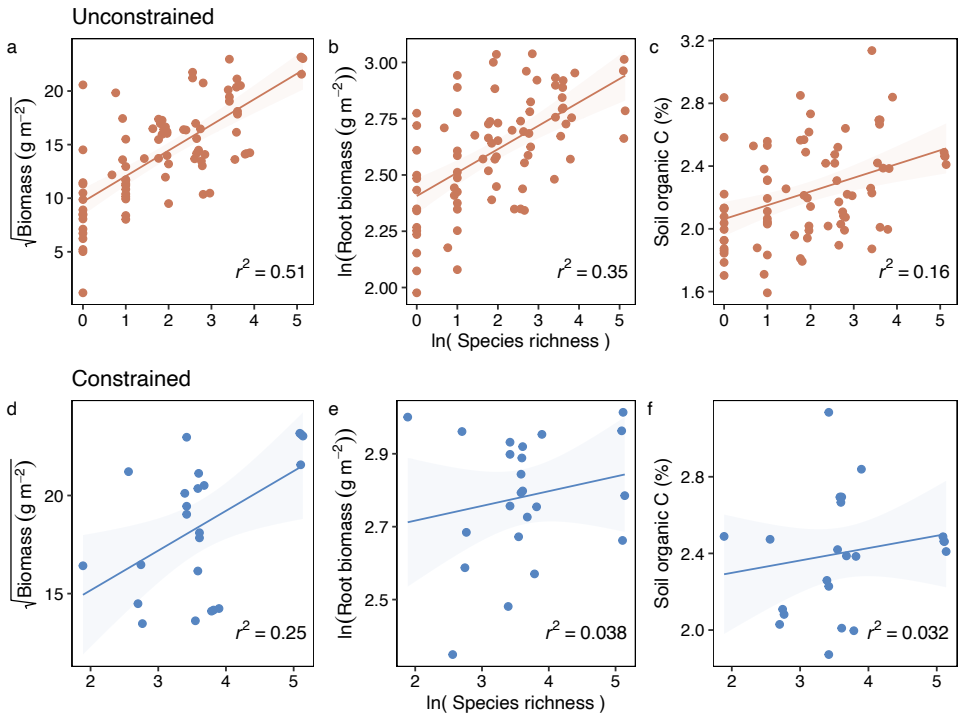 Unconstrained
a
b
c
√Biomass (g m⁻²)
20
15
10
5
r² = 0.51
0 1 2 3 4 5
ln(Root biomass (g m⁻²))
3.00
2.75
2.50
2.25
2.00
r² = 0.35
0 1 2 3 4 5
ln( Species richness )
Soil organic C (%)
3.2
2.8
2.4
2.0
1.6
r² = 0.16
0 1 2 3 4 5
Constrained
d
e
f
√Biomass (g m⁻²)
20
15
r² = 0.25
2 3 4 5
ln(Root biomass (g m⁻²))
2.9
2.7
2.5
r² = 0.038
2 3 4 5
ln( Species richness )
Soil organic C (%)
2.8
2.4
2.0
r² = 0.032
2 3 4 5